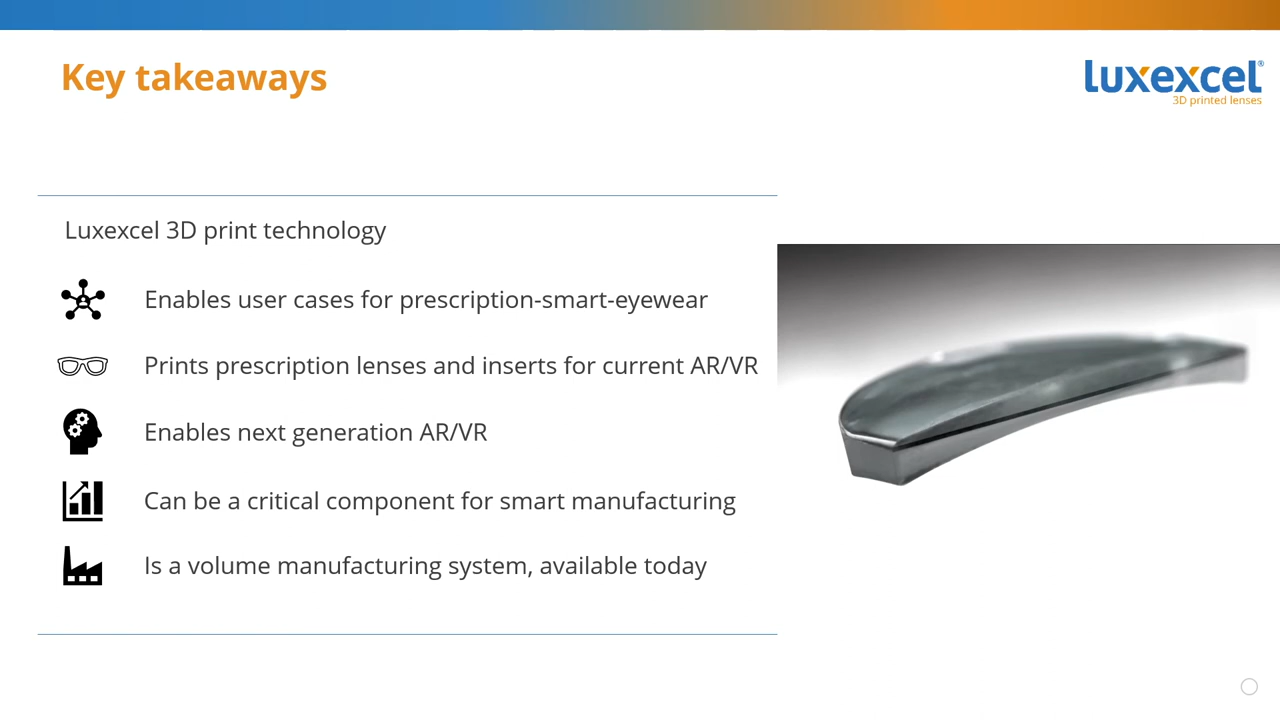 Key takeaways
luxexcel®
3D printed lenses
Luxexcel 3D print technology
Enables user cases for prescription-smart-eyewear
Prints prescription lenses and inserts for current AR/VR
Enables next generation AR/VR
Can be a critical component for smart manufacturing
Is a volume manufacturing system, available today